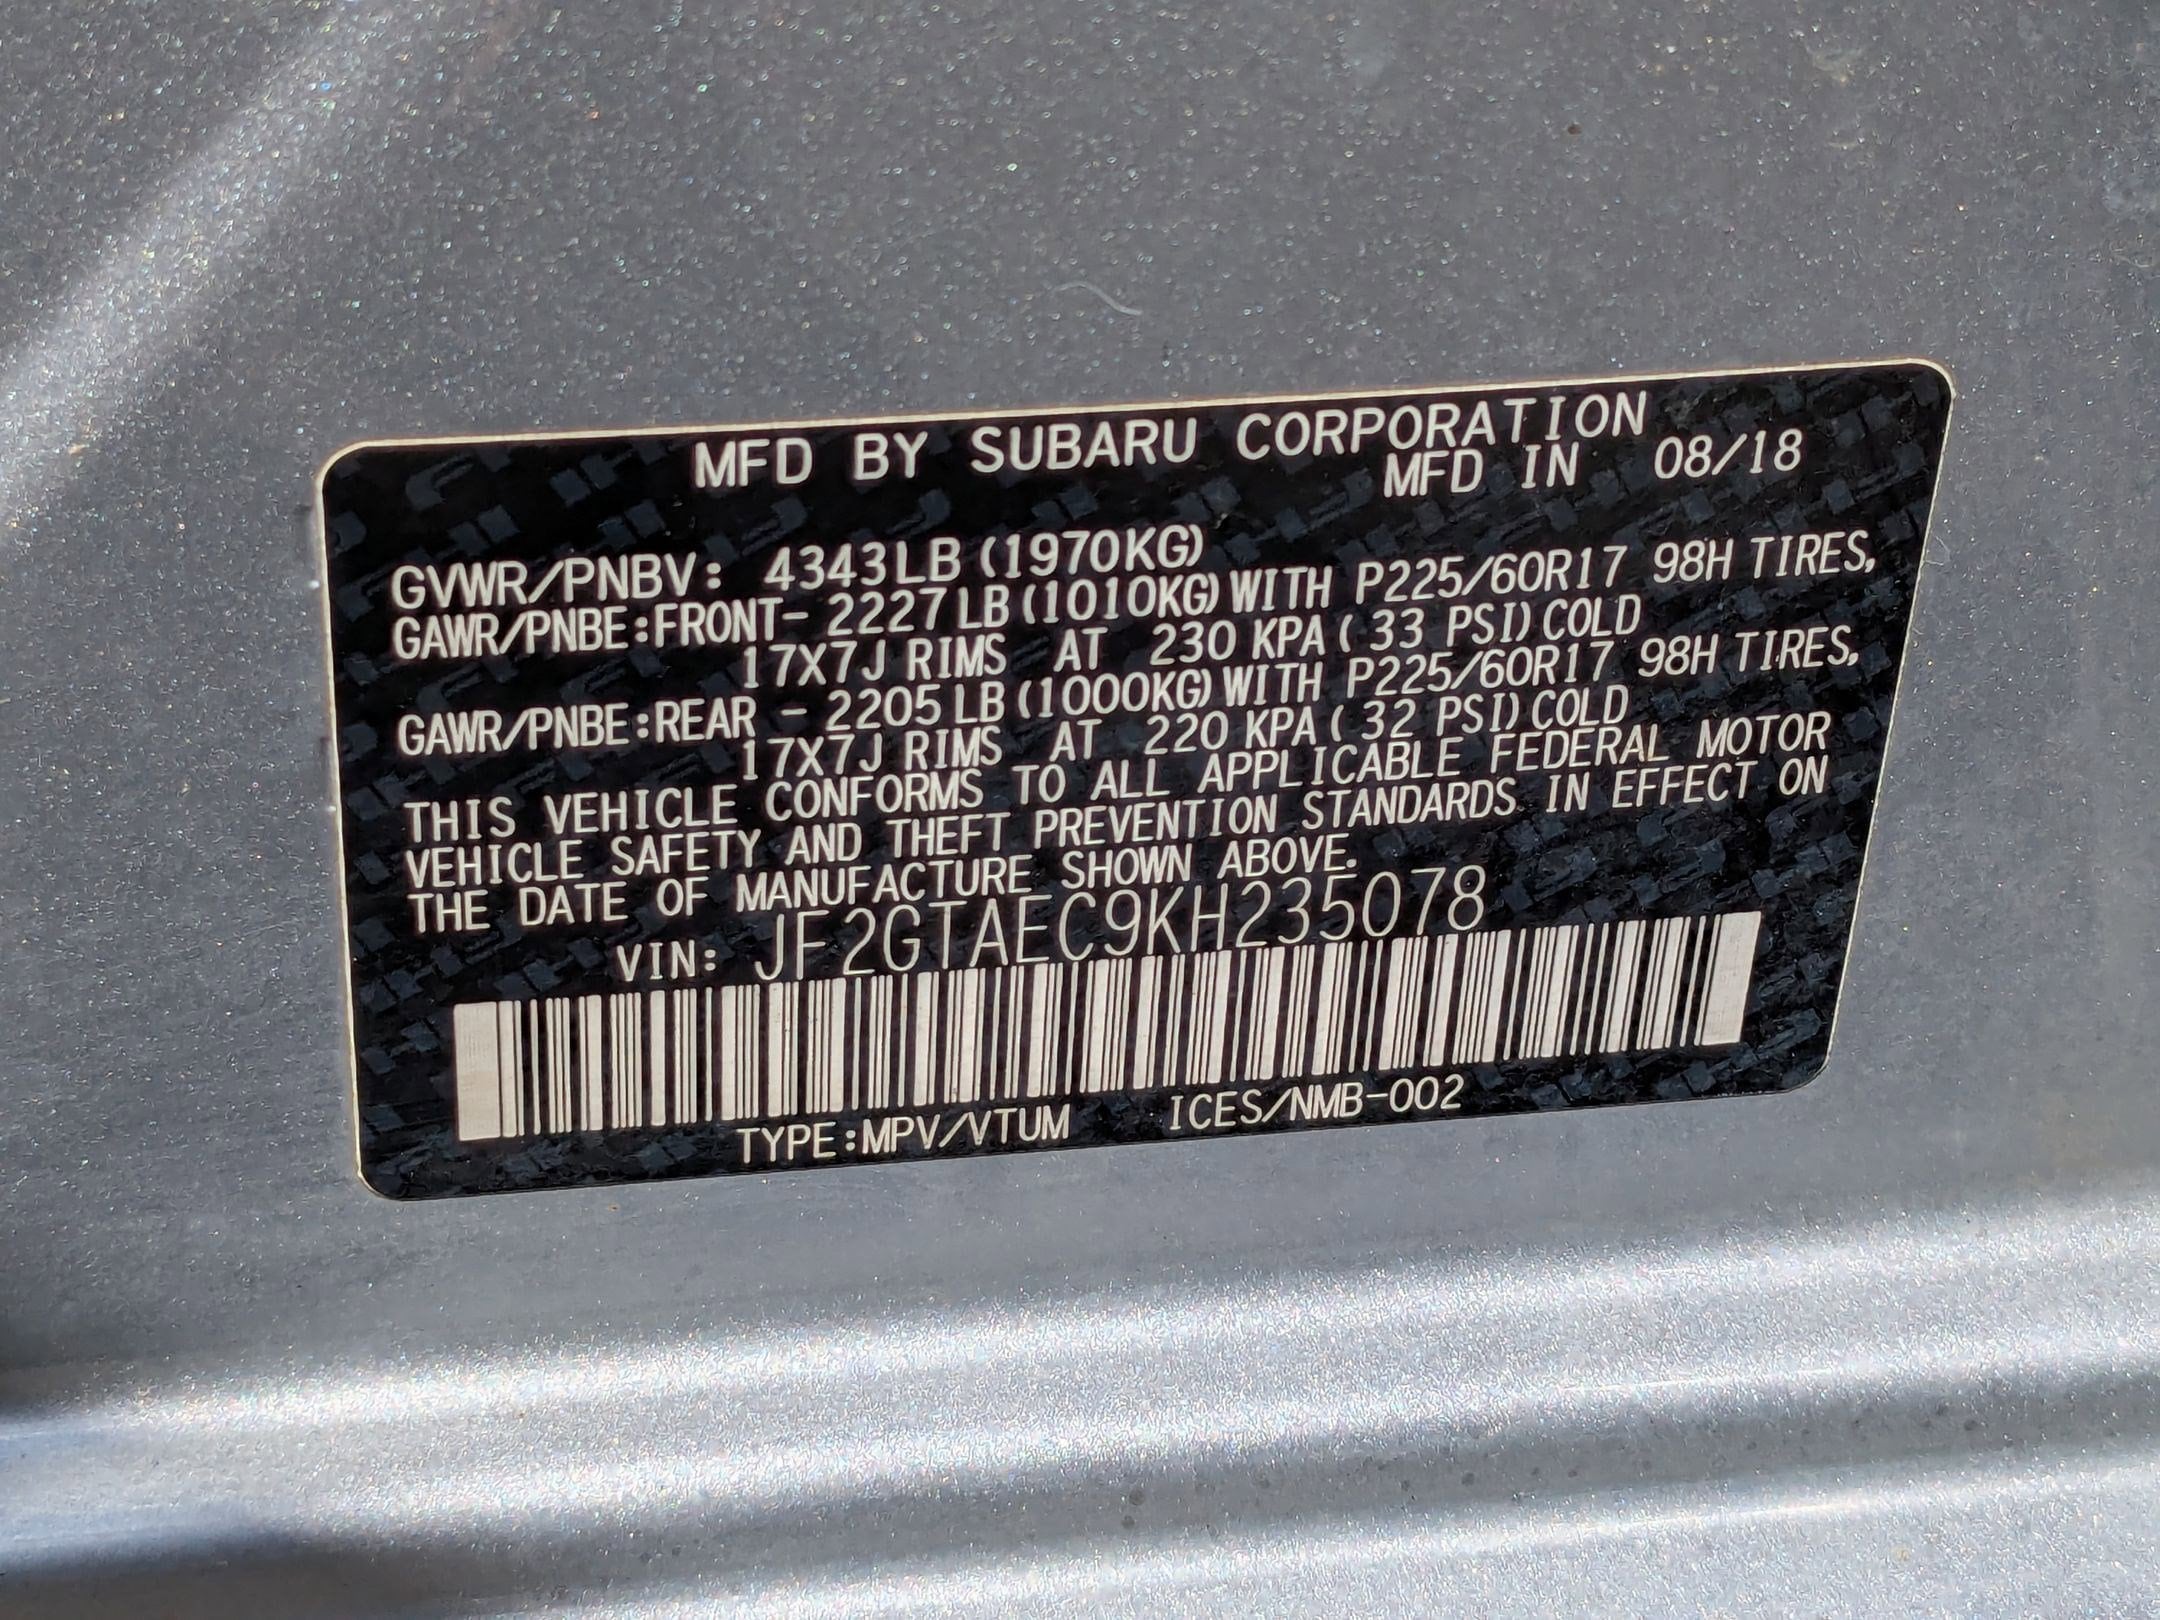 MFD BY SUBARU CORPORATION
MFD IN 08/18
GVWR/PNBV: 4343LB (1970KG)
GAWR/PNBE:FRONT- 2227LB(1010KG)WITH P225/60R17 98H TIRES,
17X7J RIMS AT 230 KPA( 33 PSI)COLD
GAWR/PNBE:REAR - 2205LB(1000KG)WITH P225/60R17 98H TIRES,
17X7J RIMS AT 220 KPA( 32 PSI)COLD
THIS VEHICLE CONFORMS TO ALL APPLICABLE FEDERAL MOTOR
VEHICLE SAFETY AND THEFT PREVENTION STANDARDS IN EFFECT ON
THE DATE OF MANUFACTURE SHOWN ABOVE.
VIN: JF2GTAEC9KH235078
TYPE:MPV/VTUM ICES/NMB-002